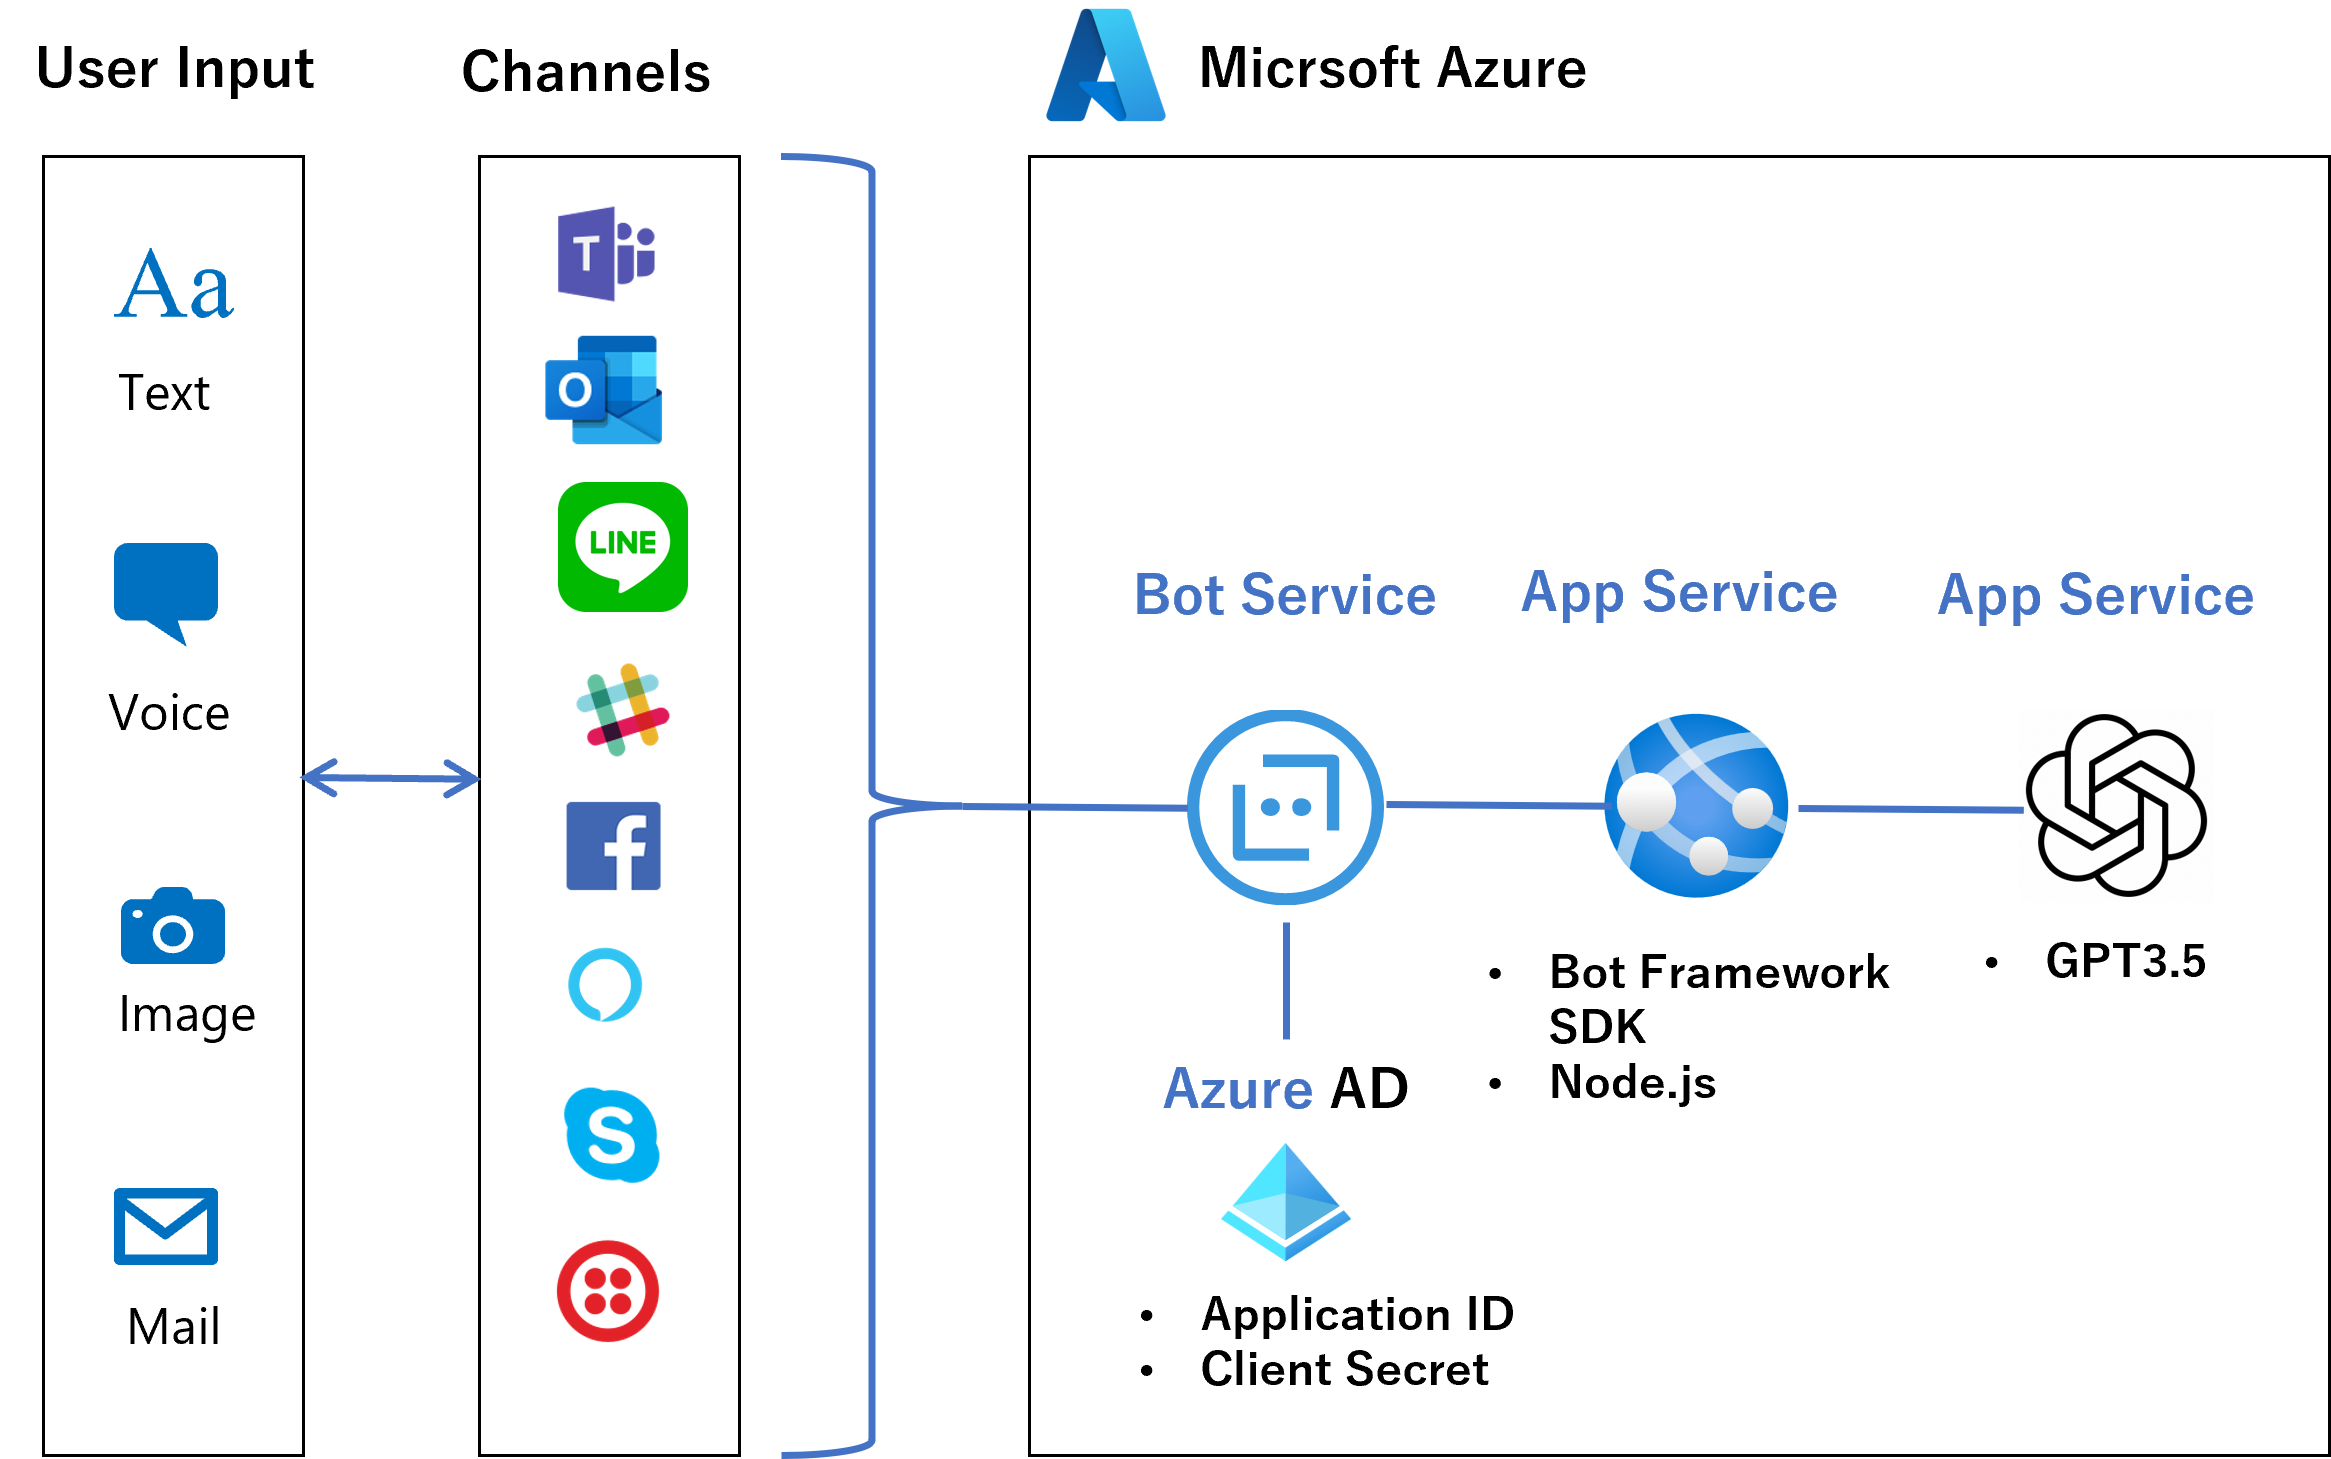 User Input
Channels
Micrsoft Azure
Aa
Text
Voice
Image
Mail
T
O
LINE
f
S
Bot Service
App Service
App Service
Azure AD
• Application ID
• Client Secret
• Bot Framework
SDK
• Node.js
• GPT3.5